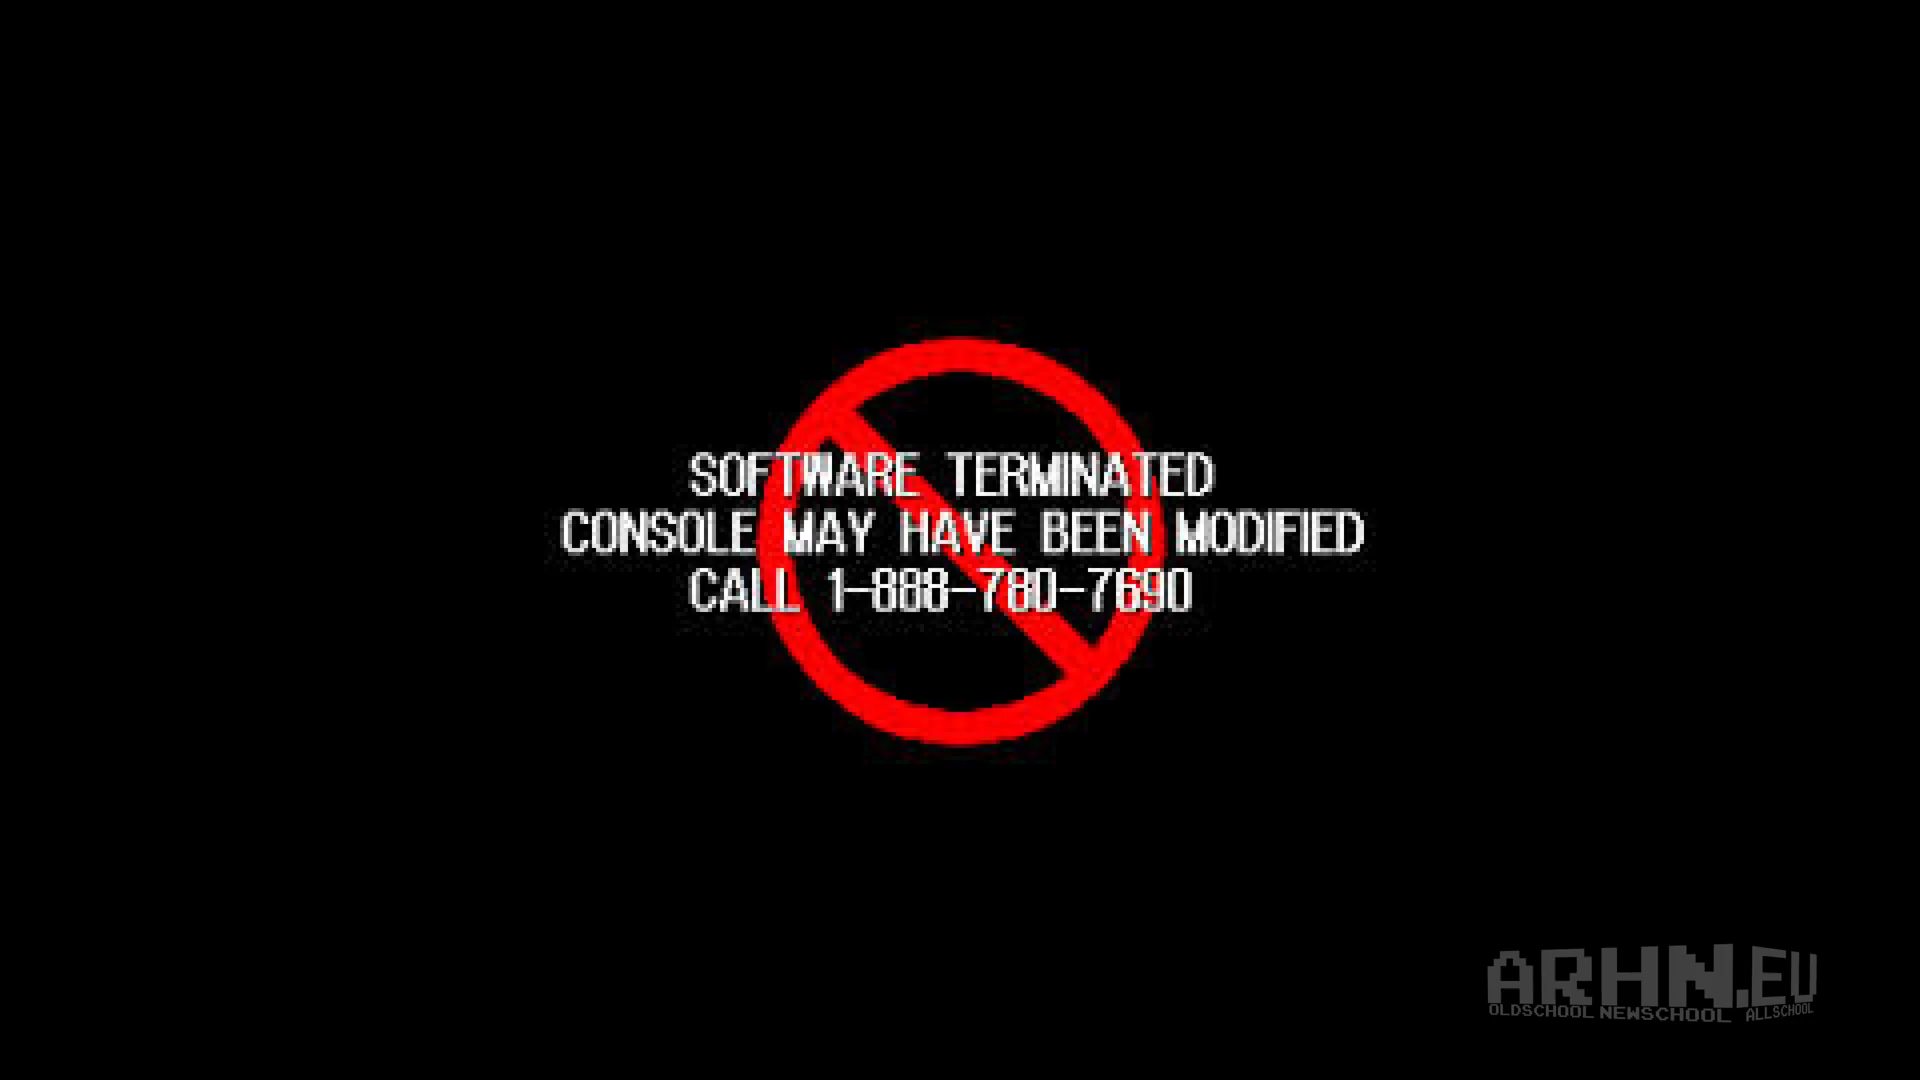 SOFTWARE TERMINATED
CONSOLE MAY HAVE BEEN MODIFIED
CALL 1-888-780-7690
ARHN.EU
OLDSCHOOL NEWSCHOOL ALLSCHOOL